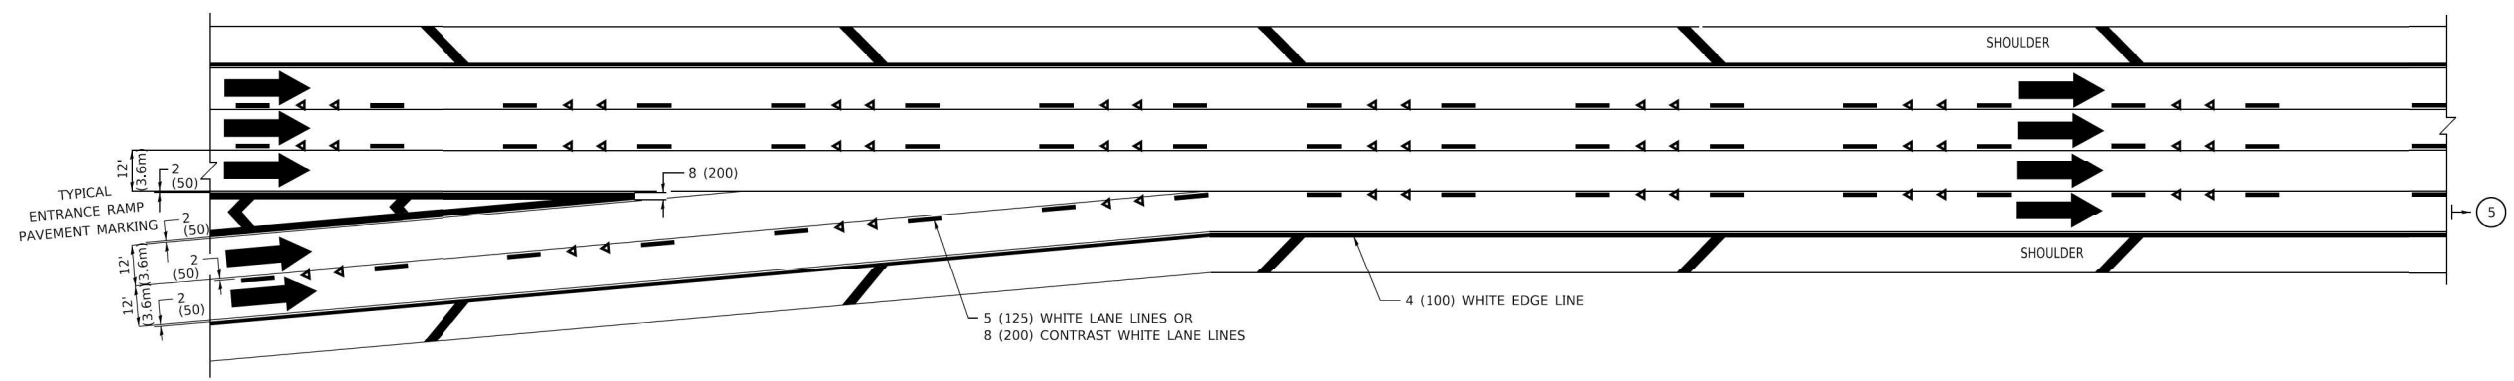 SHOULDER
12'
(3.6m)
2
(50)
8 (200)
TYPICAL
ENTRANCE RAMP
PAVEMENT MARKING
2
(50)
5
12'
(3.6m)
2
(50)
SHOULDER
12'
(3.6m)
2
(50)
4 (100) WHITE EDGE LINE
5 (125) WHITE LANE LINES OR
8 (200) CONTRAST WHITE LANE LINES